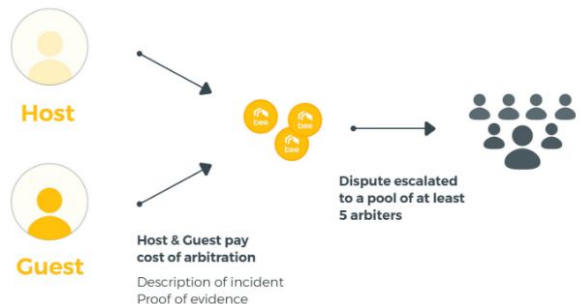 Host
bee
bee
bee
Dispute escalated
to a pool of at least
5 arbiters
Guest
Host & Guest pay
cost of arbitration
Description of incident
Proof of evidence